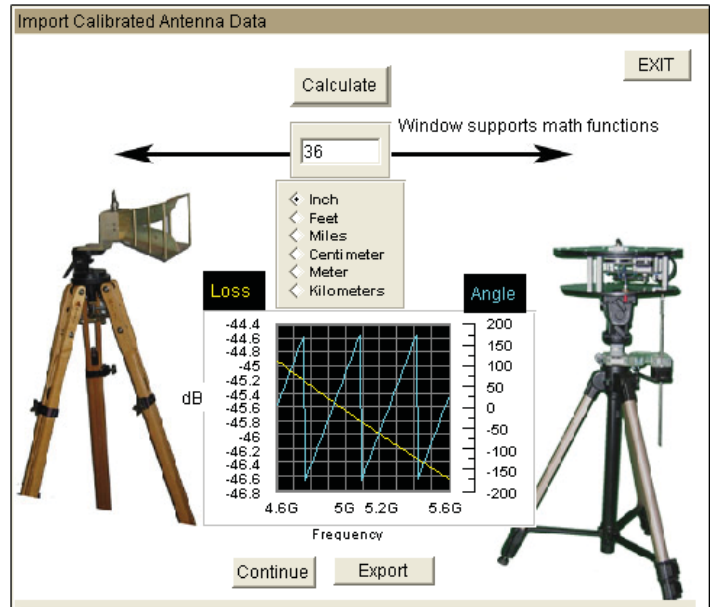 Import Calibrated Antenna Data
EXIT
Calculate
Window supports math functions
36
Inch
Feet
Miles
Centimeter
Meter
Kilometers
Loss
Angle
-44.4
-44.6
-44.8
-45
-45.2
-45.4
-45.6
-45.8
-46
-46.2
-46.4
-46.6
-46.8
dB
200
150
100
50
0
-50
-100
-150
-200
4.6G 5G 5.2G 5.6G
Frequency
Continue
Export